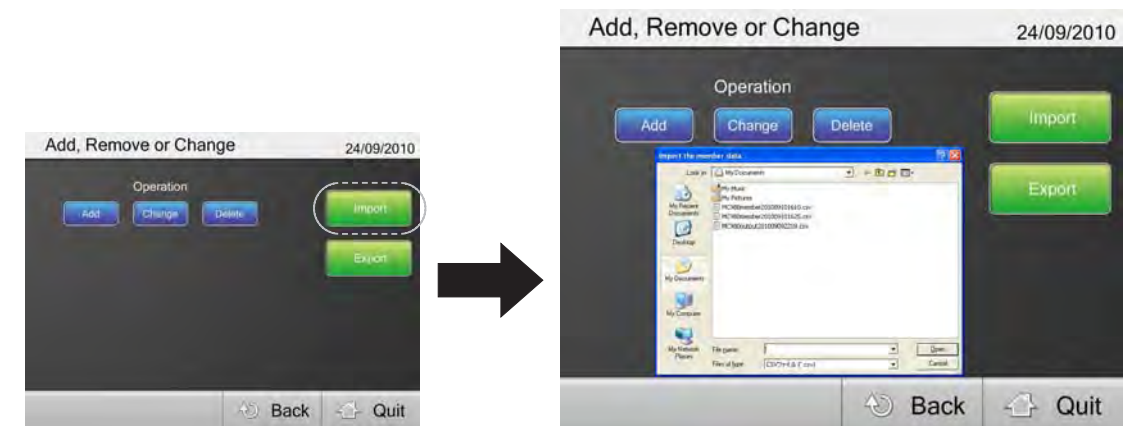 Add, Remove or Change
24/09/2010
Operation
Add
Change
Delete
Import
Export
Back
Quit
Add, Remove or Change
24/09/2010
Operation
Add
Change
Delete
Import
Export
Import the member data
Look in
My Documents
My Recent
Documents
Desktop
My Documents
My Computer
My Network
Places
My Music
My Pictures
File name:
Files of type:
Open
Cancel
Back
Quit